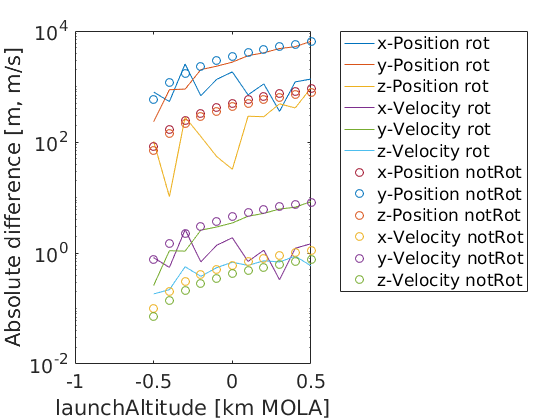 10^4
10^2
10^0
10^-2
Absolute difference [m, m/s]
-1 -0.5 0 0.5
launchAltitude [km MOLA]
x-Position rot
y-Position rot
z-Position rot
x-Velocity rot
y-Velocity rot
z-Velocity rot
x-Position notRot
y-Position notRot
z-Position notRot
x-Velocity notRot
y-Velocity notRot
z-Velocity notRot